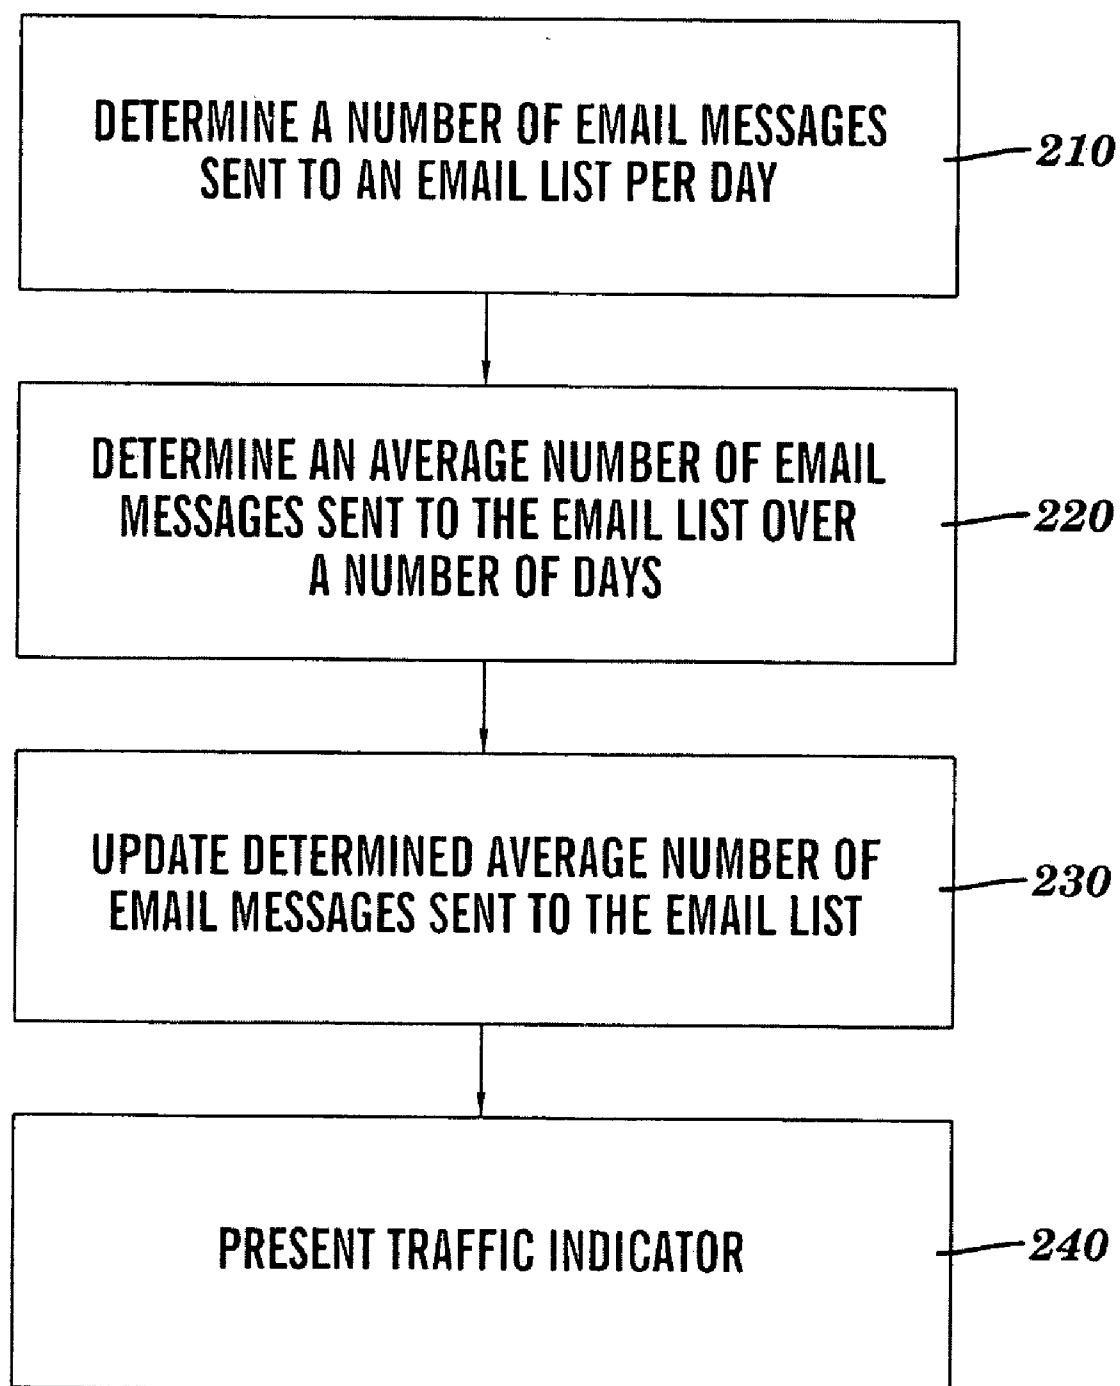 DETERMINE A NUMBER OF EMAIL MESSAGES
SENT TO AN EMAIL LIST PER DAY
210
DETERMINE AN AVERAGE NUMBER OF EMAIL
MESSAGES SENT TO THE EMAIL LIST OVER
A NUMBER OF DAYS
220
UPDATE DETERMINED AVERAGE NUMBER OF
EMAIL MESSAGES SENT TO THE EMAIL LIST
230
PRESENT TRAFFIC INDICATOR
240